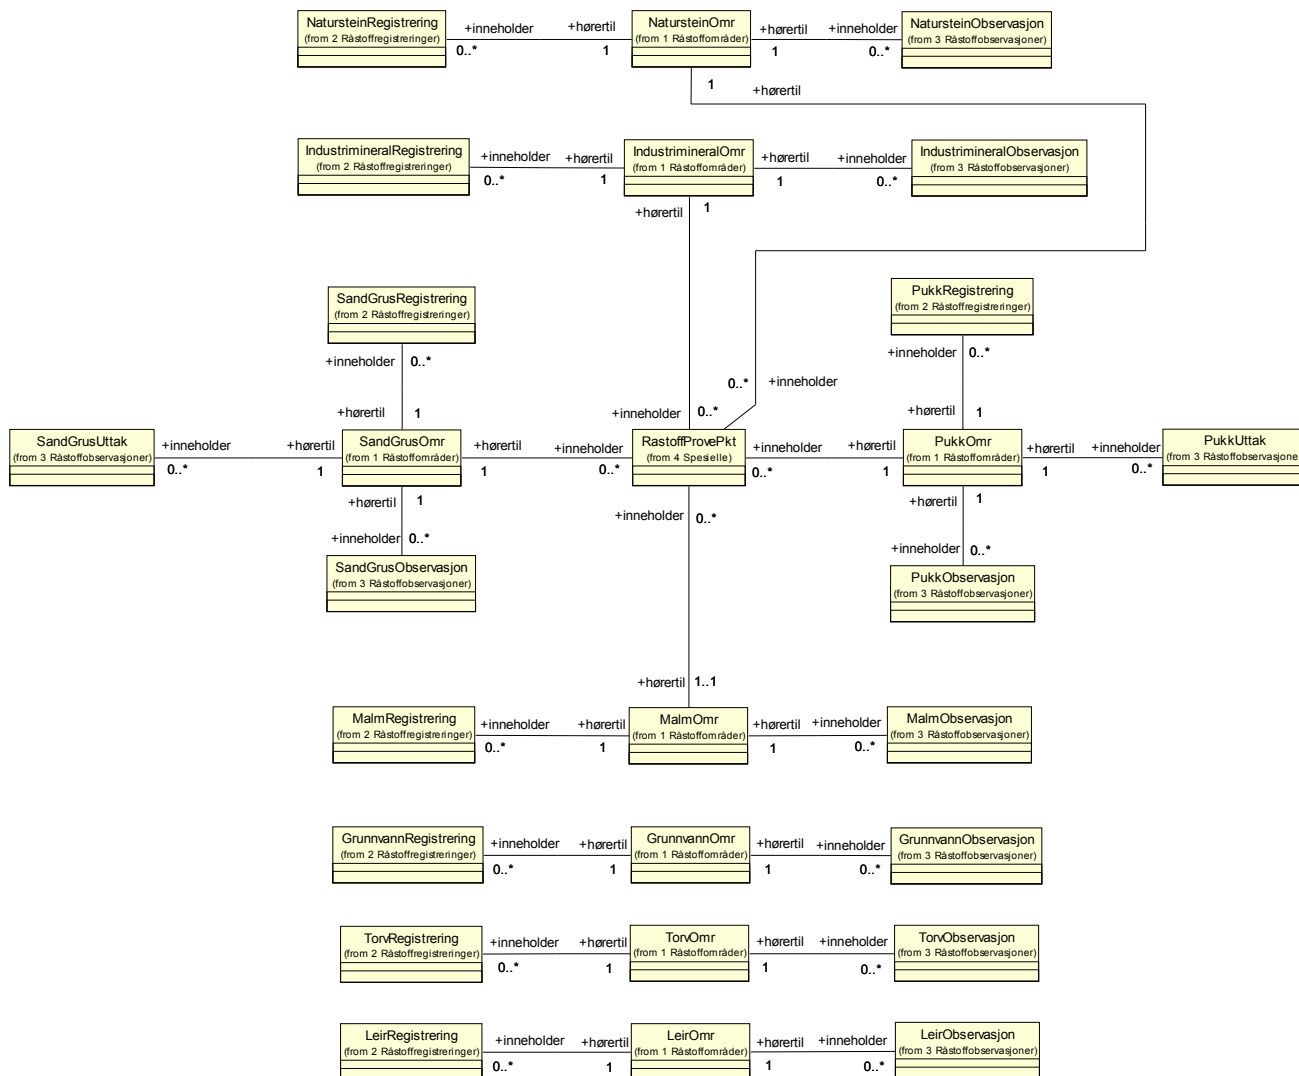 NatursteinRegistrering
(from 2 Råstoffregistreringer)
+inneholder
0..*
+hørertil
1
NatursteinOmr
(from 1 Råstoffområder)
+hørertil
1
+inneholder
0..*
NatursteinObservasjon
(from 3 Råstoffobservasjoner)
1
+hørertil
IndustrimineralRegistrering
(from 2 Råstoffregistreringer)
+inneholder
0..*
+hørertil
1
IndustrimineralOmr
(from 1 Råstoffområder)
+hørertil
1
+inneholder
0..*
IndustrimineralObservasjon
(from 3 Råstoffobservasjoner)
+hørertil
1
SandGrusRegistrering
(from 2 Råstoffregistreringer)
+inneholder
0..*
PukkRegistrering
(from 2 Råstoffregistreringer)
+inneholder
0..*
0..*
+inneholder
+hørertil
1
+inneholder
0..*
+hørertil
1
SandGrusUttak
(from 3 Råstoffobservasjoner)
+inneholder
0..*
+hørertil
1
SandGrusOmr
(from 1 Råstoffområder)
+hørertil
1
+inneholder
0..*
RastoffProvePkt
(from 4 Spesielle)
+inneholder
0..*
+hørertil
1
PukkOmr
(from 1 Råstoffområder)
+hørertil
1
+inneholder
0..*
PukkUttak
(from 3 Råstoffobservasjone
+hørertil
1
+inneholder
0..*
+hørertil
1
+inneholder
0..*
SandGrusObservasjon
(from 3 Råstoffobservasjoner)
+inneholder
0..*
PukkObservasjon
(from 3 Råstoffobservasjoner)
+hørertil
1..1
MalmRegistrering
(from 2 Råstoffregistreringer)
+inneholder
0..*
+hørertil
1
MalmOmr
(from 1 Råstoffområder)
+hørertil
1
+inneholder
0..*
MalmObservasjon
(from 3 Råstoffobservasjoner)
GrunnvannRegistrering
(from 2 Råstoffregistreringer)
+inneholder
0..*
+hørertil
1
GrunnvannOmr
(from 1 Råstoffområder)
+hørertil
1
+inneholder
0..*
GrunnvannObservasjon
(from 3 Råstoffobservasjoner)
TorvRegistrering
(from 2 Råstoffregistreringer)
+inneholder
0..*
+hørertil
1
TorvOmr
(from 1 Råstoffområder)
+hørertil
1
+inneholder
0..*
TorvObservasjon
(from 3 Råstoffobservasjoner)
LeirRegistrering
(from 2 Råstoffregistreringer)
+inneholder
0..*
+hørertil
1
LeirOmr
(from 1 Råstoffområder)
+hørertil
1
+inneholder
0..*
LeirObservasjon
(from 3 Råstoffobservasjoner)